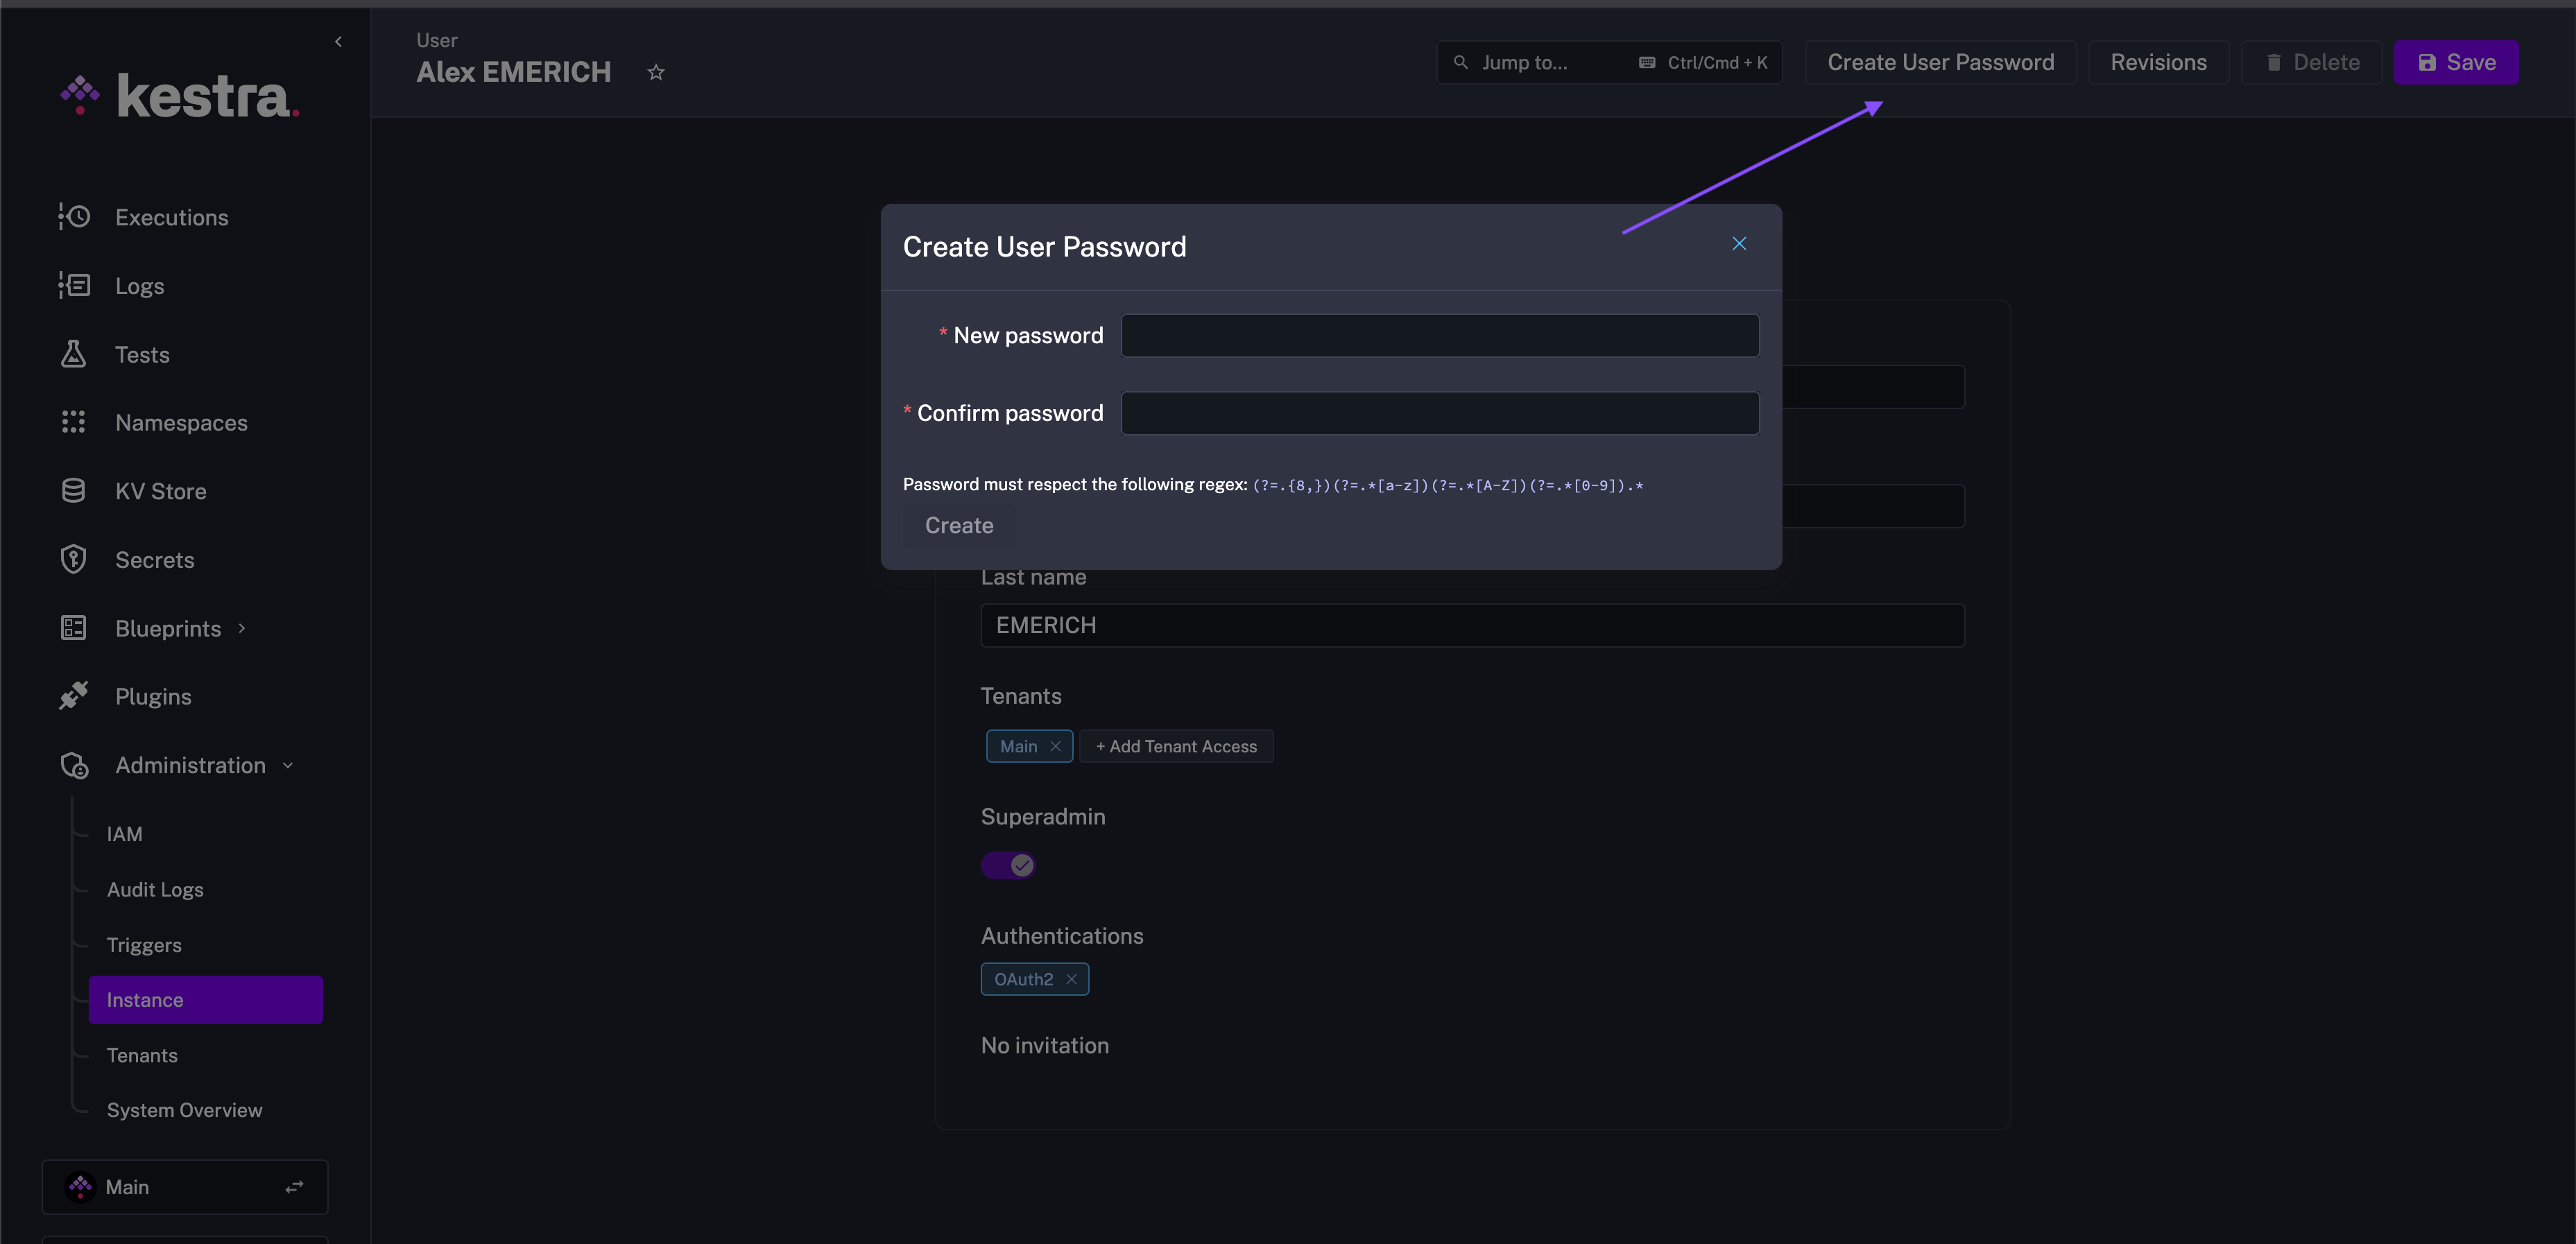 kestra.
Executions
Logs
Tests
Namespaces
KV Store
Secrets
Blueprints
Plugins
Administration
IAM
Audit Logs
Triggers
Instance
Tenants
System Overview
Main
User
Alex EMERICH
Jump to...
Ctrl/Cmd + K
Create User Password
Revisions
Delete
Save
Create User Password
* New password
* Confirm password
Password must respect the following regex: (?=.{8,})(?=.*[a-z])(?=.*[A-Z])(?=.*[0-9]).*
Create
Last name
EMERICH
Tenants
Main
+ Add Tenant Access
Superadmin
Authentications
OAuth2
No invitation